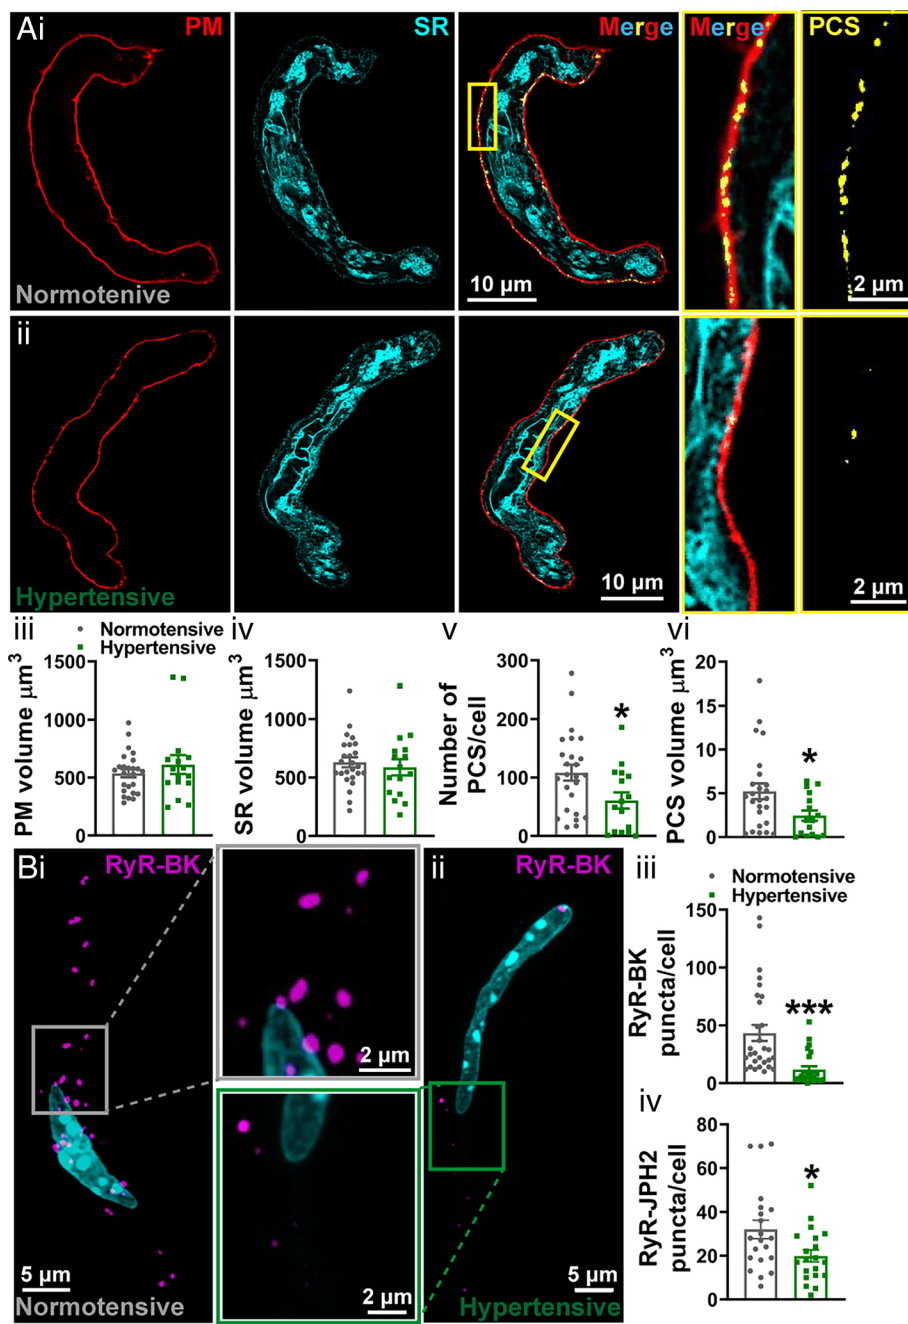 Ai PM SR Merge Merge PCS
Normotenive 10 µm 2 µm
ii
Hypertensive 10 µm 2 µm
iii Normotensive
Hypertensive
PM volume µm³
1500
1000
500
0
iv
SR volume µm³
1500
1000
500
0
v
Number of
PCS/cell
300
200
100
0
*
vi
PCS volume µm³
20
15
10
5
0
*
Bi RyR-BK
5 µm
Normotensive
2 µm
2 µm
ii RyR-BK
5 µm
Hypertensive
iii
Normotensive
Hypertensive
RyR-BK
puncta/cell
150
100
50
0
***
iv
RyR-JPH2
puncta/cell
80
60
40
20
0
*